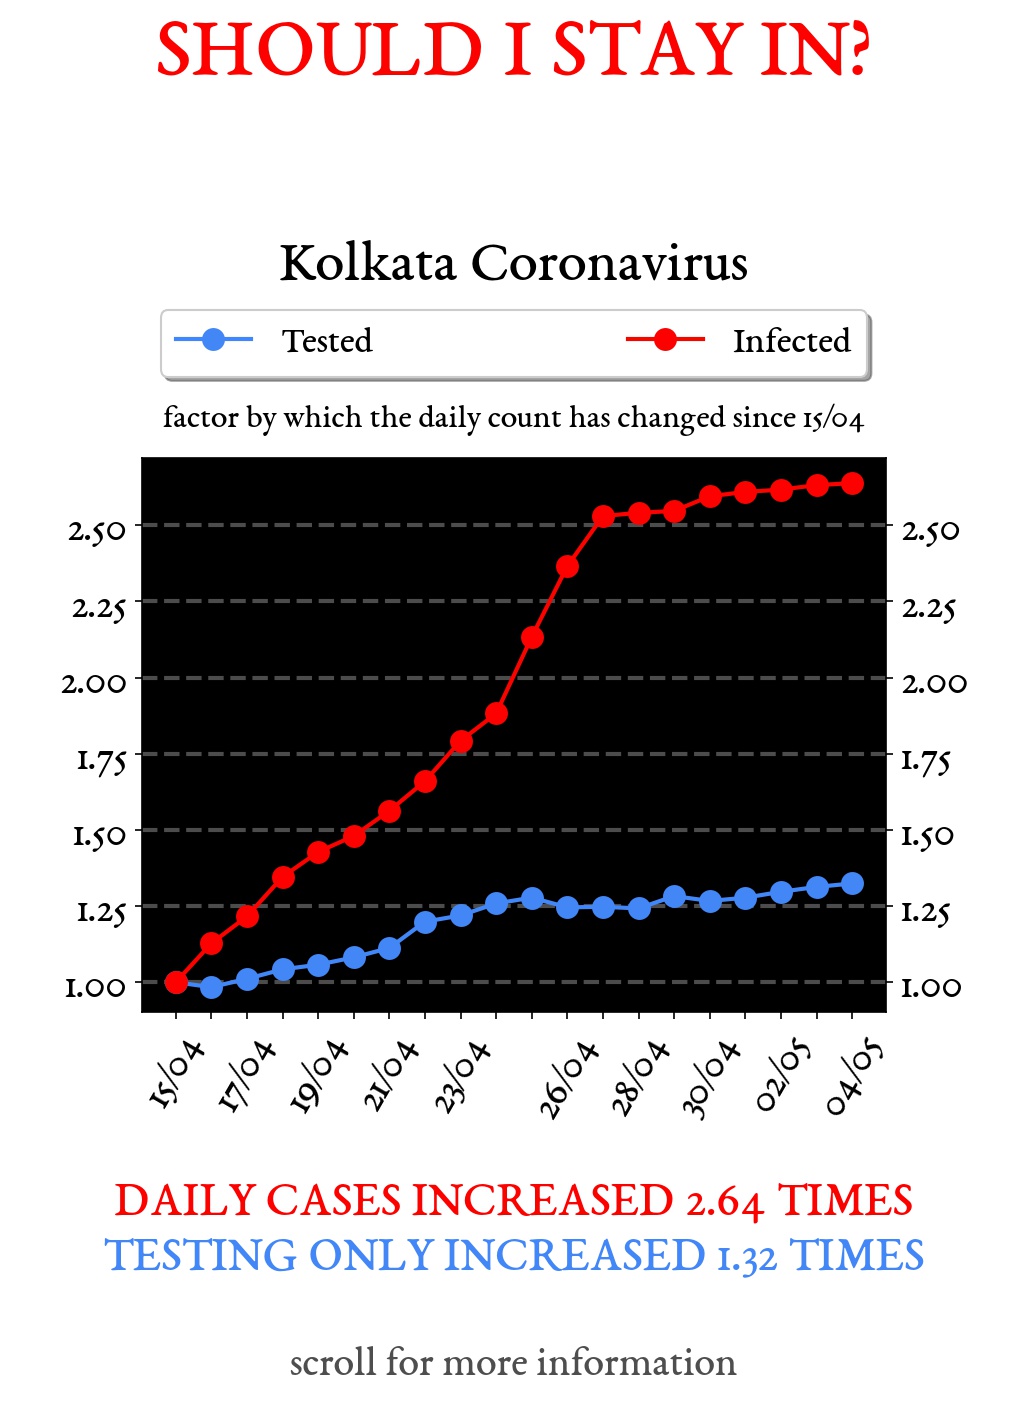 SHOULD I STAY IN?
Kolkata Coronavirus
Tested Infected
factor by which the daily count has changed since 15/04
2.50 2.50
2.25 2.25
2.00 2.00
1.75 1.75
1.50 1.50
1.25 1.25
1.00 1.00
15/04 17/04 19/04 21/04 23/04 26/04 28/04 30/04 02/05 04/05
DAILY CASES INCREASED 2.64 TIMES
TESTING ONLY INCREASED 1.32 TIMES
scroll for more information